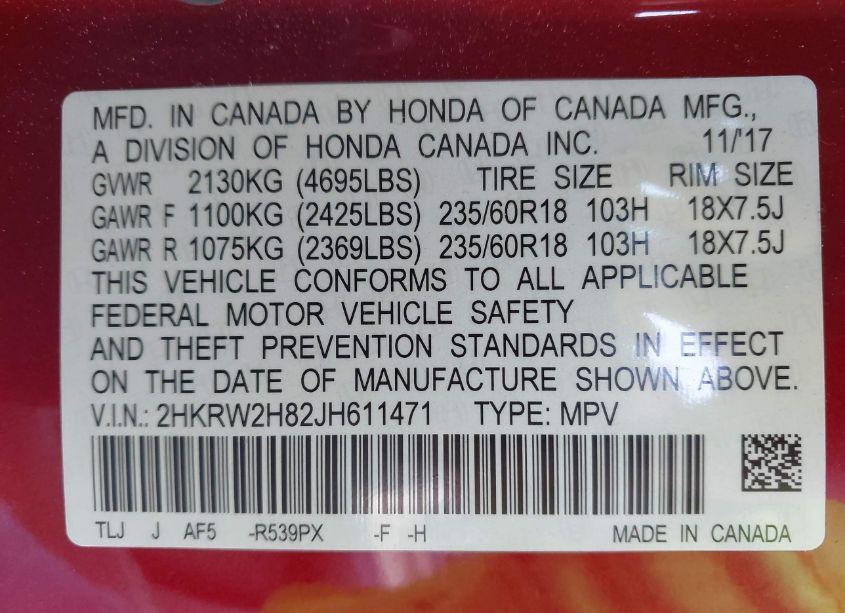 MFD. IN CANADA BY HONDA OF CANADA MFG.,
A DIVISION OF HONDA CANADA INC. 11/'17
GVWR 2130KG (4695LBS) TIRE SIZE RIM SIZE
GAWR F 1100KG (2425LBS) 235/60R18 103H 18X7.5J
GAWR R 1075KG (2369LBS) 235/60R18 103H 18X7.5J
THIS VEHICLE CONFORMS TO ALL APPLICABLE
FEDERAL MOTOR VEHICLE SAFETY
AND THEFT PREVENTION STANDARDS IN EFFECT
ON THE DATE OF MANUFACTURE SHOWN ABOVE.
V.I.N.: 2HKRW2H82JH611471 TYPE: MPV
TLJ J AF5 -R539PX -F -H MADE IN CANADA